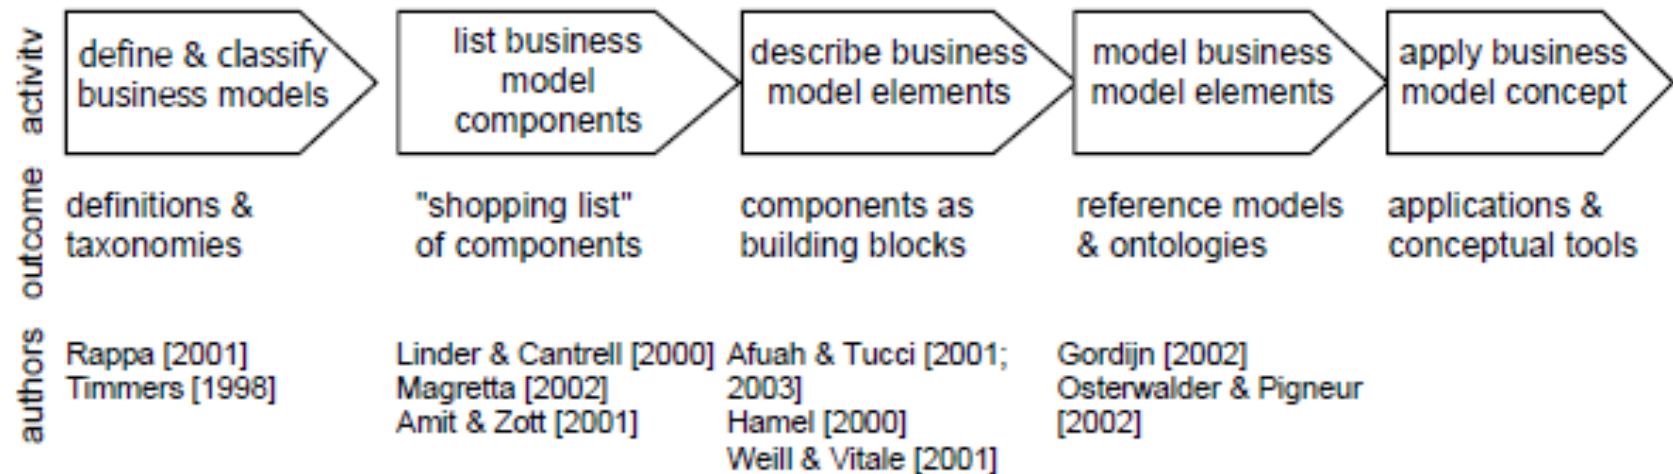 activity
define & classify
business models
list business
model
components
describe business
model elements
model business
model elements
apply business
model concept
outcome
definitions &
taxonomies
"shopping list"
of components
components as
building blocks
reference models
& ontologies
applications &
conceptual tools
authors
Rappa [2001]
Timmers [1998]
Linder & Cantrell [2000]
Magretta [2002]
Amit & Zott [2001]
Afuah & Tucci [2001;
2003]
Hamel [2000]
Weill & Vitale [2001]
Gordijn [2002]
Osterwalder & Pigneur
[2002]